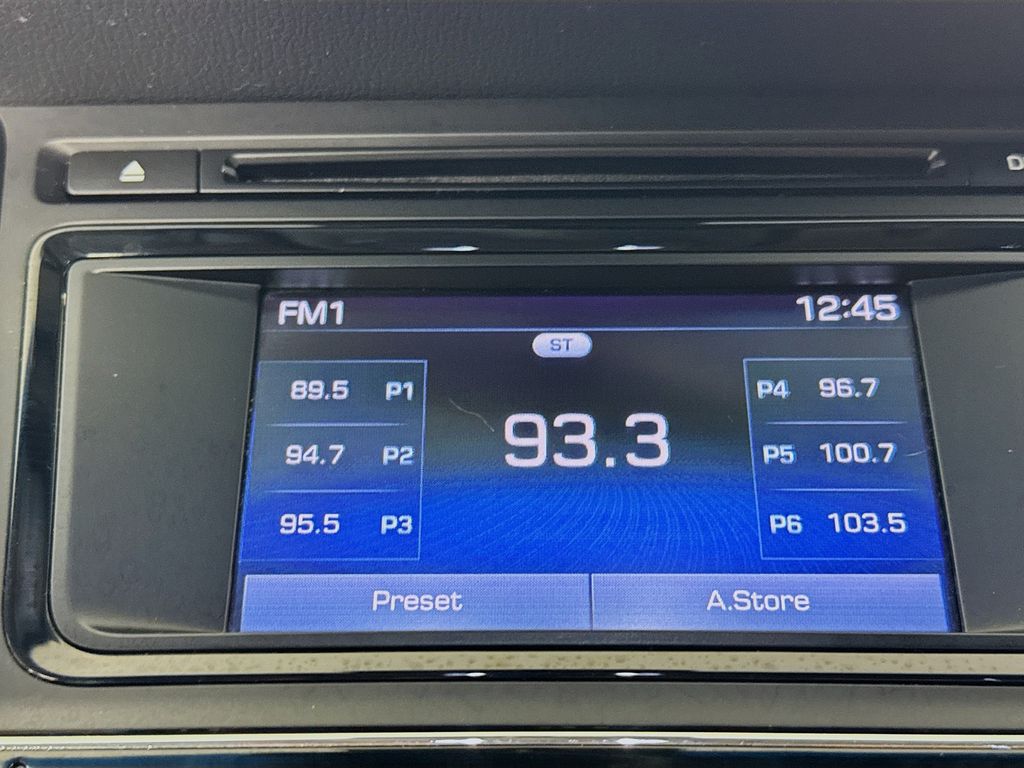 FM1 12:45
ST
89.5 P1
94.7 P2
95.5 P3
93.3
P4 96.7
P5 100.7
P6 103.5
Preset A.Store